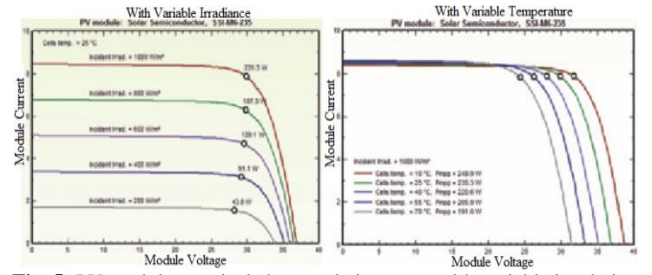 With Variable Irradiance
PV module: Solar Semiconductor, SSI-M6-235
Cells temp. = 25 °C
Incident Irrad. = 1000 W/m²
235.3 W
Incident Irrad. = 800 W/m²
187.9 W
Incident Irrad. = 600 W/m²
139.1 W
Incident Irrad. = 400 W/m²
91.1 W
Incident Irrad. = 200 W/m²
43.8 W
Module Current
0 5 10 15 20 25 30 35 40
Module Voltage
With Variable Temperature
PV module: Solar Semiconductor, SSI-M6-235
Incident Irrad. = 1000 W/m²
Cells temp. = 10 °C, Pmpp = 249.9 W
Cells temp. = 25 °C, Pmpp = 235.3 W
Cells temp. = 40 °C, Pmpp = 220.6 W
Cells temp. = 55 °C, Pmpp = 205.9 W
Cells temp. = 70 °C, Pmpp = 191.0 W
Module Current
0 5 10 15 20 25 30 35 40
Module Voltage